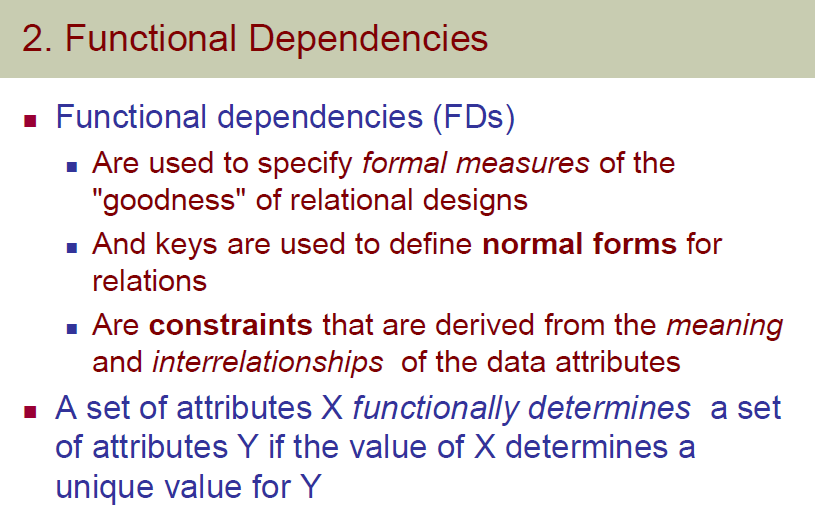 2. Functional Dependencies
Functional dependencies (FDs)
Are used to specify formal measures of the
"goodness" of relational designs
And keys are used to define normal forms for
relations
Are constraints that are derived from the meaning
and interrelationships of the data attributes
A set of attributes X functionally determines a set
of attributes Y if the value of X determines a
unique value for Y